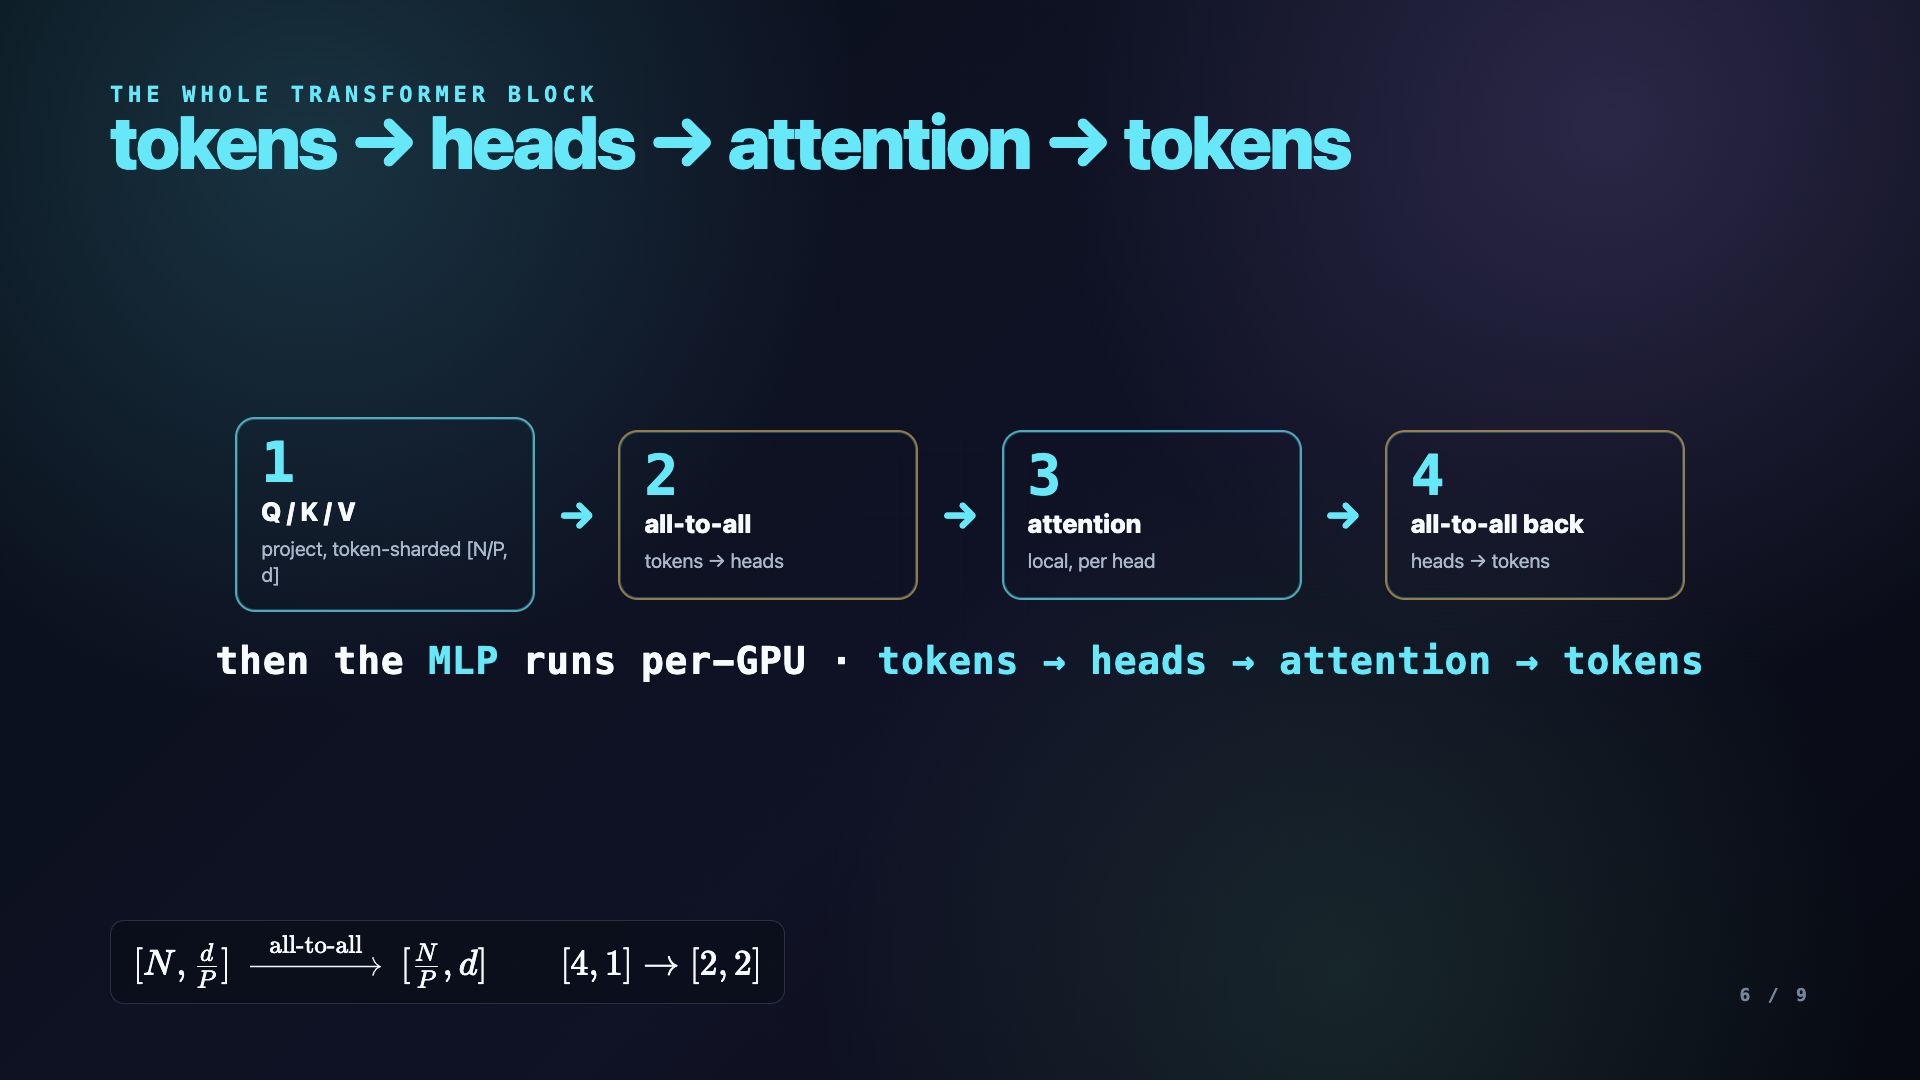 THE WHOLE TRANSFORMER BLOCK
tokens → heads → attention → tokens
1
Q / K / V
project, token-sharded [N/P,
d]
→
2
all-to-all
tokens → heads
→
3
attention
local, per head
→
4
all-to-all back
heads → tokens
then the MLP runs per-GPU · tokens → heads → attention → tokens
[N, d/P] all-to-all → [N/P, d] [4, 1] → [2, 2]
6 / 9